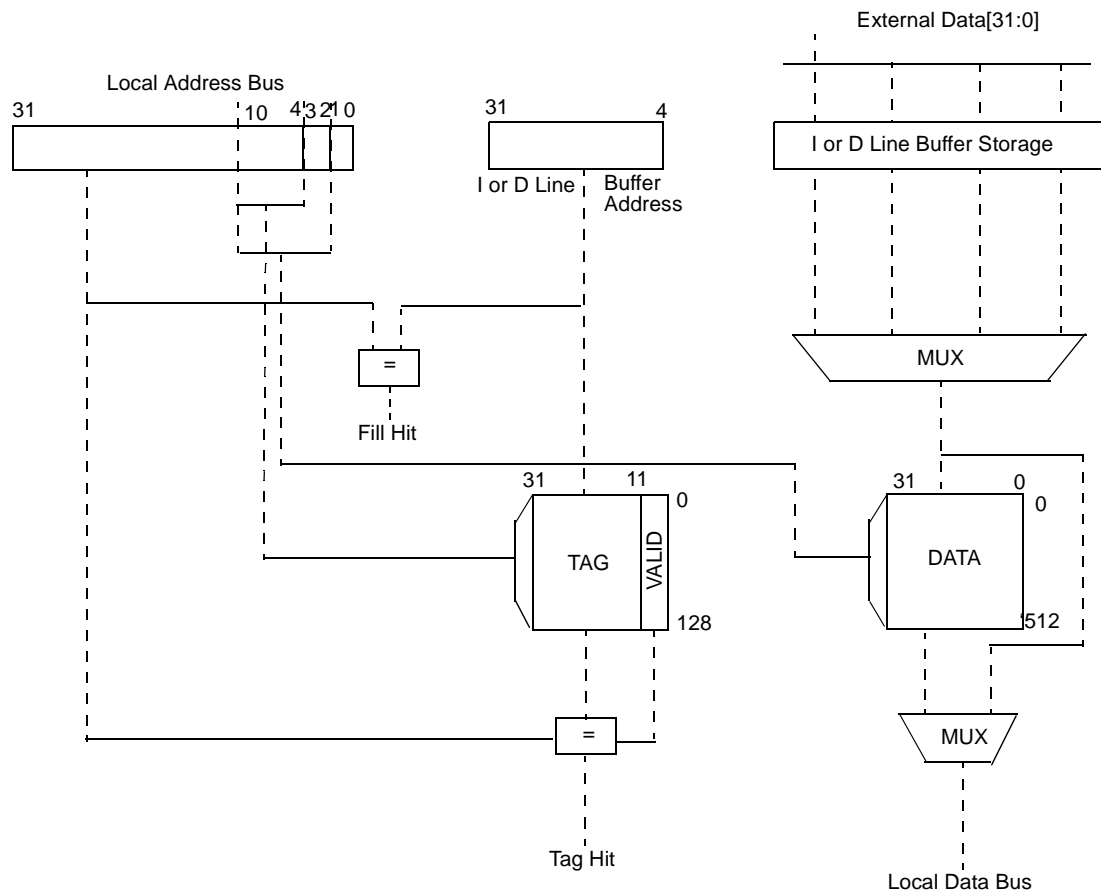 External Data[31:0]
Local Address Bus
31 10 4 3 2 1 0
31 4
I or D Line Buffer Storage
I or D Line Buffer
Address
MUX
=
Fill Hit
31 11 0
31 0
0
TAG
VALID
DATA
128
512
=
MUX
Tag Hit
Local Data Bus